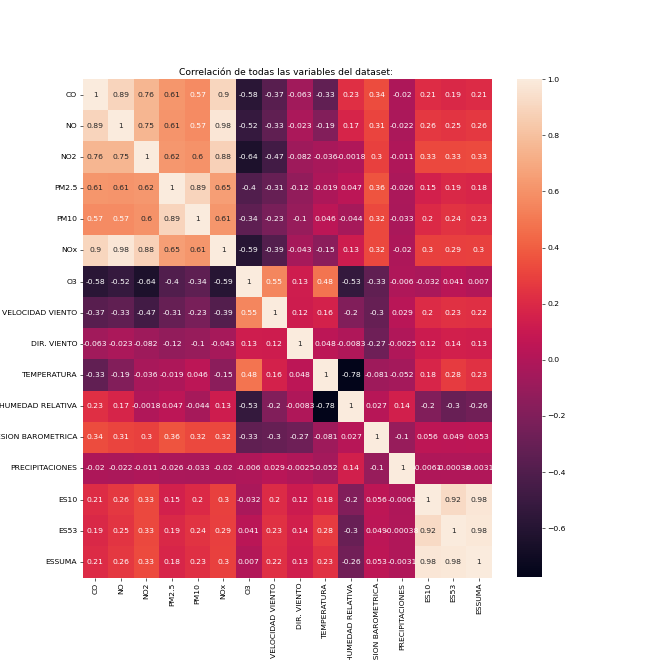 Correlación de todas las variables del dataset:
CO 1 0.89 0.76 0.61 0.57 0.9 -0.58 -0.37 -0.063 -0.33 0.23 0.34 -0.02 0.21 0.19 0.21
NO 0.89 1 0.75 0.61 0.57 0.98 -0.52 -0.33 -0.023 -0.19 0.17 0.31 -0.022 0.26 0.25 0.26
NO2 0.76 0.75 1 0.62 0.6 0.88 -0.64 -0.47 -0.082 -0.036 -0.0018 0.3 -0.011 0.33 0.33 0.33
PM2.5 0.61 0.61 0.62 1 0.89 0.65 -0.4 -0.31 -0.12 -0.019 0.047 0.36 -0.026 0.15 0.19 0.18
PM10 0.57 0.57 0.6 0.89 1 0.61 -0.34 -0.23 -0.1 0.046 -0.044 0.32 -0.033 0.2 0.24 0.23
NOx 0.9 0.98 0.88 0.65 0.61 1 -0.59 -0.39 -0.043 -0.15 0.13 0.32 -0.02 0.3 0.29 0.3
O3 -0.58 -0.52 -0.64 -0.4 -0.34 -0.59 1 0.55 0.13 0.48 -0.53 -0.33 -0.006 -0.032 0.041 0.007
VELOCIDAD VIENTO -0.37 -0.33 -0.47 -0.31 -0.23 -0.39 0.55 1 0.12 0.16 -0.2 -0.3 0.029 0.2 0.23 0.22
DIR. VIENTO -0.063 -0.023 -0.082 -0.12 -0.1 -0.043 0.13 0.12 1 0.048 -0.0083 -0.27 -0.0025 0.12 0.14 0.13
TEMPERATURA -0.33 -0.19 -0.036 -0.019 0.046 -0.15 0.48 0.16 0.048 1 -0.78 -0.081 -0.052 0.18 0.28 0.23
HUMEDAD RELATIVA 0.23 0.17 -0.0018 0.047 -0.044 0.13 -0.53 -0.2 -0.0083 -0.78 1 0.027 0.14 -0.2 -0.3 -0.26
SION BAROMETRICA 0.34 0.31 0.3 0.36 0.32 0.32 -0.33 -0.3 -0.27 -0.081 0.027 1 -0.1 0.056 0.049 0.053
PRECIPITACIONES -0.02 -0.022 -0.011 -0.026 -0.033 -0.02 -0.006 0.029 -0.0025 -0.052 0.14 -0.1 1 -0.0061 -0.00038 -0.0031
ES10 0.21 0.26 0.33 0.15 0.2 0.3 -0.032 0.2 0.12 0.18 -0.2 0.056 -0.0061 1 0.92 0.98
ES53 0.19 0.25 0.33 0.19 0.24 0.29 0.041 0.23 0.14 0.28 -0.3 0.049 -0.00038 0.92 1 0.98
ESSUMA 0.21 0.26 0.33 0.18 0.23 0.3 0.007 0.22 0.13 0.23 -0.26 0.053 -0.0031 0.98 0.98 1
CO
NO
NO2
PM2.5
PM10
NOx
O3
VELOCIDAD VIENTO
DIR. VIENTO
TEMPERATURA
HUMEDAD RELATIVA
SION BAROMETRICA
PRECIPITACIONES
ES10
ES53
ESSUMA
1.0
0.8
0.6
0.4
0.2
0.0
−0.2
−0.4
−0.6